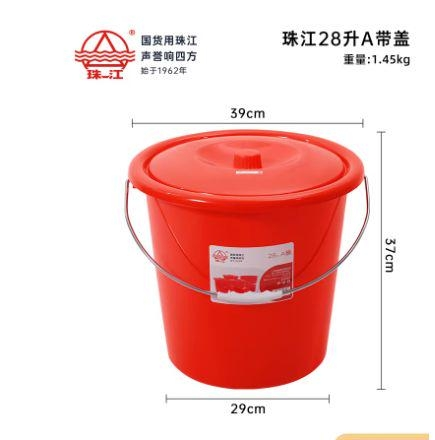 珠江
®
国货用珠江
声誉响四方
始于1962年
珠江28升A带盖
重量:1.45kg
39cm
37cm
29cm